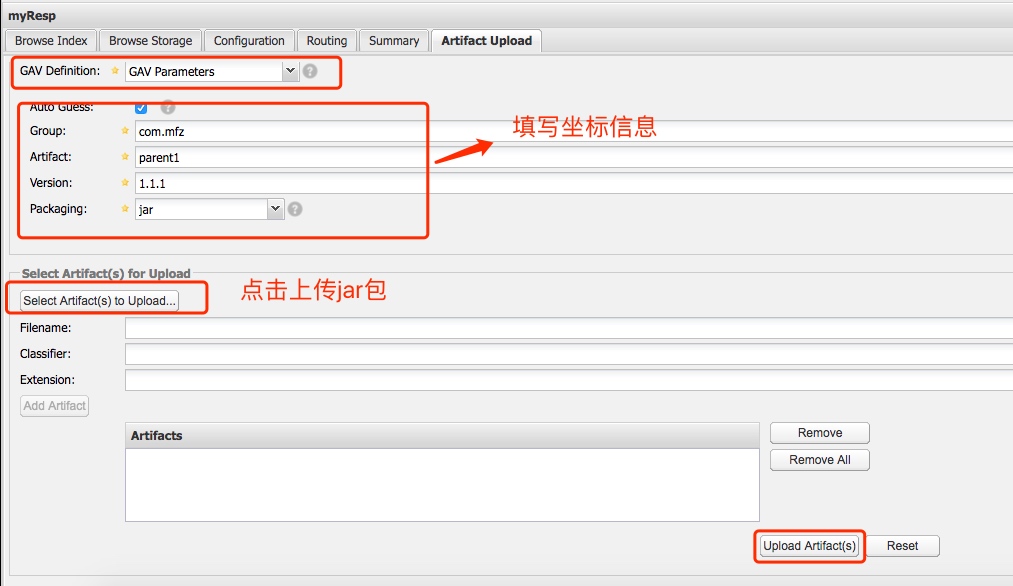 myResp
Browse Index Browse Storage Configuration Routing Summary Artifact Upload
GAV Definition: GAV Parameters ?
Auto Guess: ?
Group: com.mfz
填写坐标信息
Artifact: parent1
Version: 1.1.1
Packaging: jar ?
Select Artifact(s) for Upload
Select Artifact(s) to Upload...
点击上传jar包
Filename:
Classifier:
Extension:
Add Artifact
Artifacts
Remove
Remove All
Upload Artifact(s) Reset